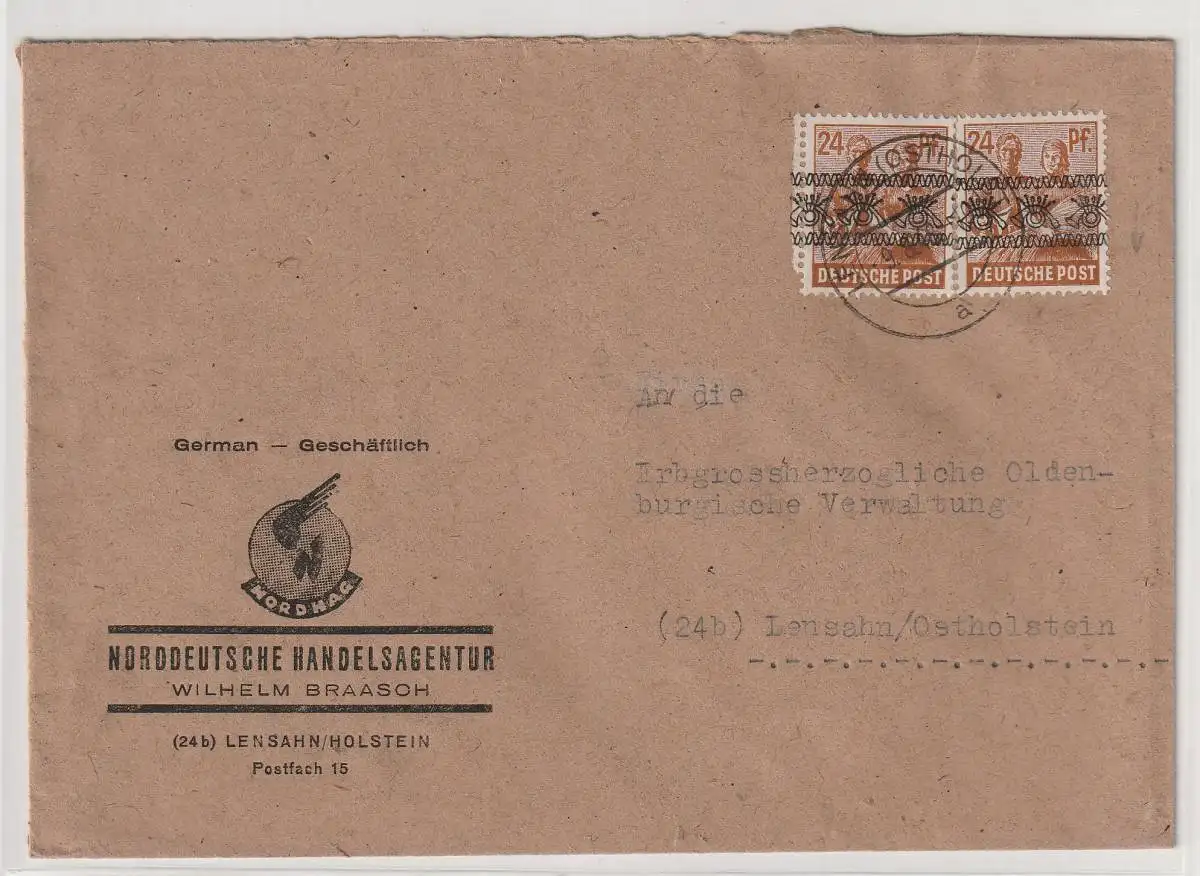 24 Pf.
24 Pf.
DEUTSCHE POST
DEUTSCHE POST
(OSTHOL
a
An die
Erbgrossherzogliche Olden-
burgische Verwaltung
(24b) Lensahn/Ostholstein
German — Geschäftlich
N
NORDHAG
NORDDEUTSCHE HANDELSAGENTUR
WILHELM BRAASCH
(24b) LENSAHN/HOLSTEIN
Postfach 15